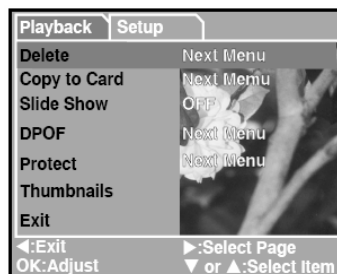 Playback Setup
Delete Next Menu
Copy to Card Next Memu
Slide Show OFF
DPOF Next Menu
Protect Next Menu
Thumbnails
Exit
◀:Exit ▶:Select Page
OK:Adjust ▼ or ▲:Select Item